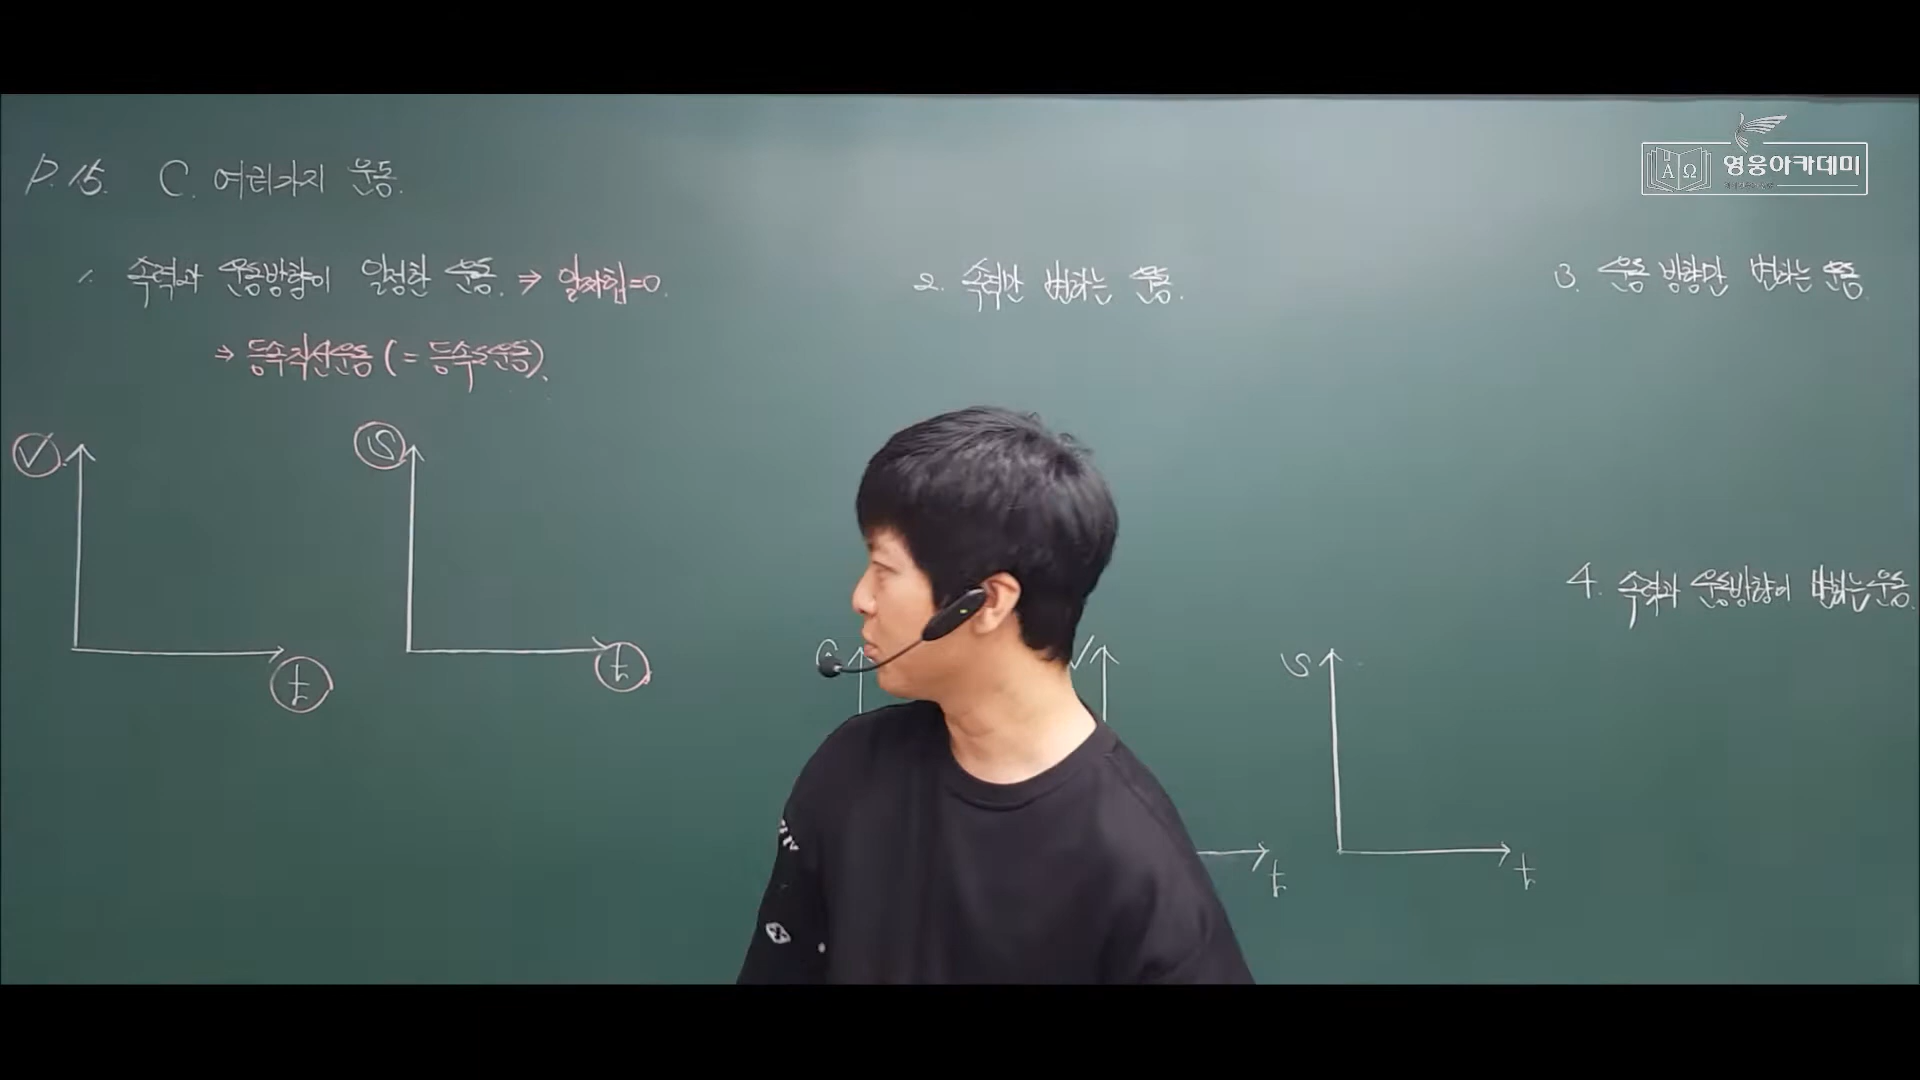 P.15. C. 여러가지 운동.
1. 속력과 운동방향이 일정한 운동. ⇒ 알짜힘=0.
⇒ 등속직선운동 (= 등속도운동).
v
t
s
t
2. 속력만 변하는 운동.
v
t
s
t
3. 운동 방향만 변하는 운동.
4. 속력과 운동방향이 변하는 운동.
영웅아카데미
A Ω